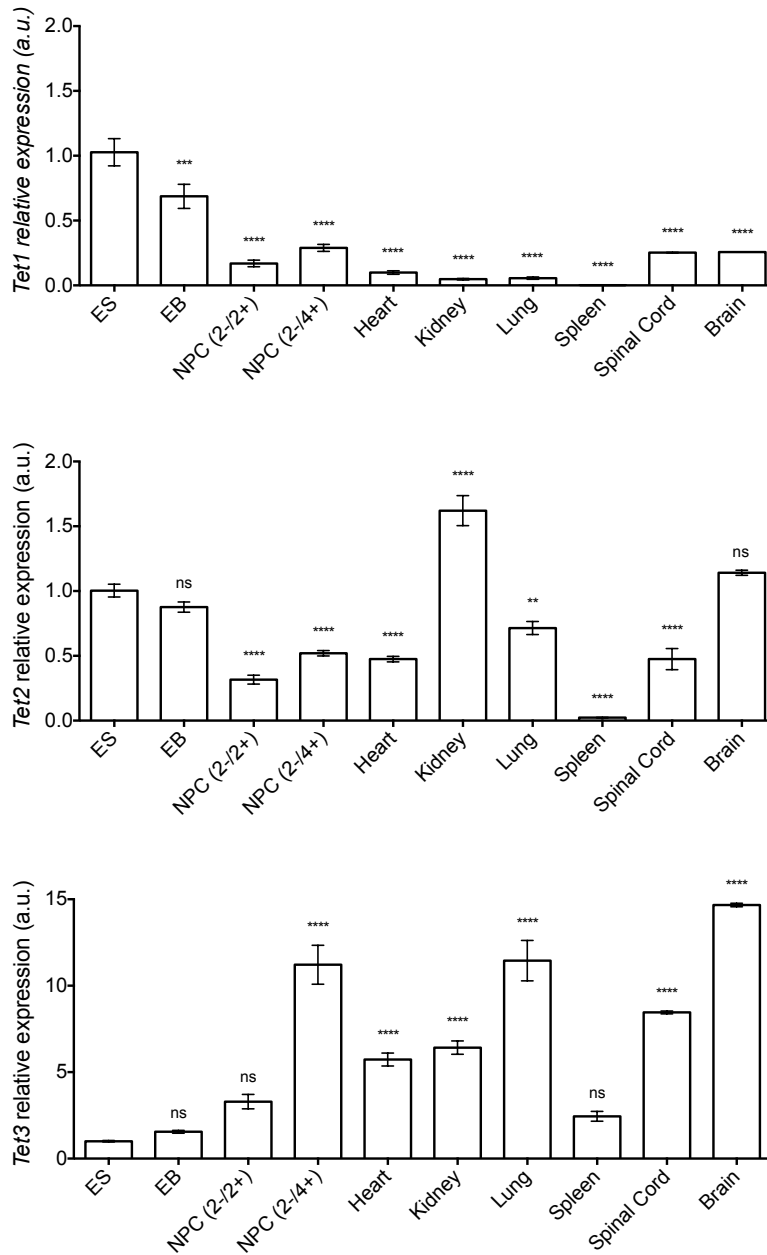 Tet1 relative expression (a.u.)
2.0
1.5
1.0
0.5
0.0
***
****
****
****
****
****
****
****
****
ES
EB
NPC (2-/2+)
NPC (2-/4+)
Heart
Kidney
Lung
Spleen
Spinal Cord
Brain
Tet2 relative expression (a.u.)
2.0
1.5
1.0
0.5
0.0
ns
****
****
****
****
**
****
****
ns
ES
EB
NPC (2-/2+)
NPC (2-/4+)
Heart
Kidney
Lung
Spleen
Spinal Cord
Brain
Tet3 relative expression (a.u.)
15
10
5
0
ns
ns
****
****
****
****
ns
****
****
ES
EB
NPC (2-/2+)
NPC (2-/4+)
Heart
Kidney
Lung
Spleen
Spinal Cord
Brain